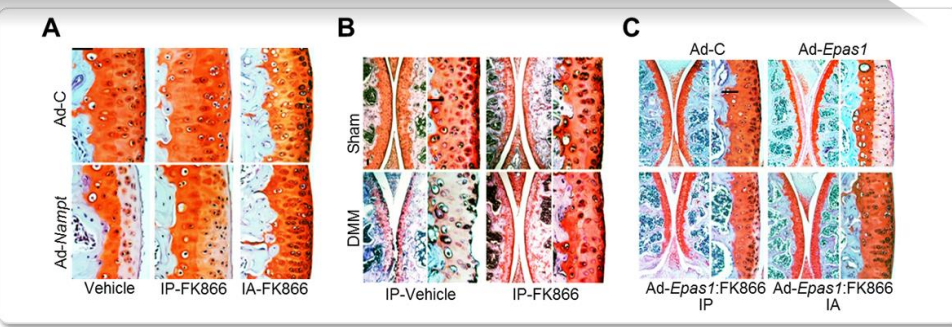 A
B
C
Ad-C
Ad-Nampt
Vehicle
IP-FK866
IA-FK866
Sham
DMM
IP-Vehicle
IP-FK866
Ad-C
Ad-Epas1
Ad-Epas1:FK866
IP
Ad-Epas1:FK866
IA